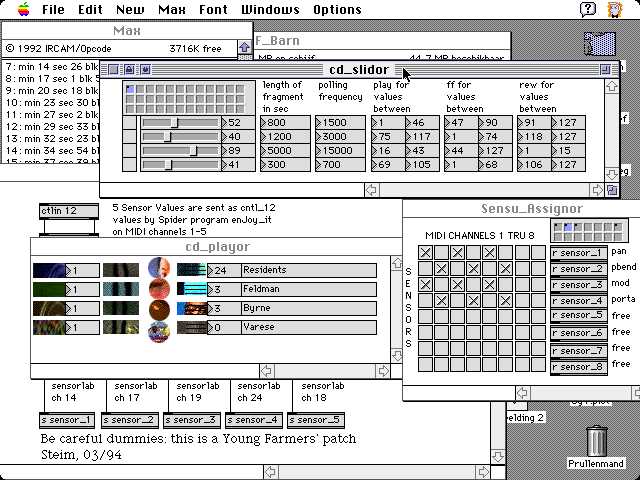 File Edit New Max Font Windows Options
Max
© 1992 IRCAM/Opcode 3716K free
7: min 14 sec 26 blk
8: min 17 sec 1 blk 5
9: min 20 sec 18 blk
10: min 23 sec 30 bl
11: min 27 sec 2 blk
12: min 29 sec 33 bl
13: min 31 sec 52 bl
14: min 34 sec 54 bl
15: min 37
F_Barn
44,7 MB beschikbaar
cd_slidor
length of fragment in sec
polling frequency
play for values between
ff for values between
rew for values between
52 800 1500 1 46 47 90 91 127
40 1200 3000 75 117 1 74 118 127
89 5000 15000 16 43 44 127 1 15
41 300 700 69 105 1 68 106 127
ctlin 12
5 Sensor Values are sent as cntl_12
values by Spider program enJoy_it
on MIDI channels 1-5
cd_playor
1 24 Residents
1 3 Feldman
1 3 Byrne
1 0 Varese
Sensu_Assignor
MIDI CHANNELS 1 TRU 8
SENSORS
r sensor_1 pan
r sensor_2 pbend
r sensor_3 mod
r sensor_4 porta
r sensor_5 free
r sensor_6 free
r sensor_7 free
r sensor_8 free
sensorlab ch 14
sensorlab ch 17
sensorlab ch 19
sensorlab ch 24
sensorlab ch 18
s sensor_1 s sensor_2 s sensor_3 s sensor_4 s sensor_5
Be careful dummies: this is a Young Farmers' patch
Steim, 03/94
eelding 2
Prullenmand